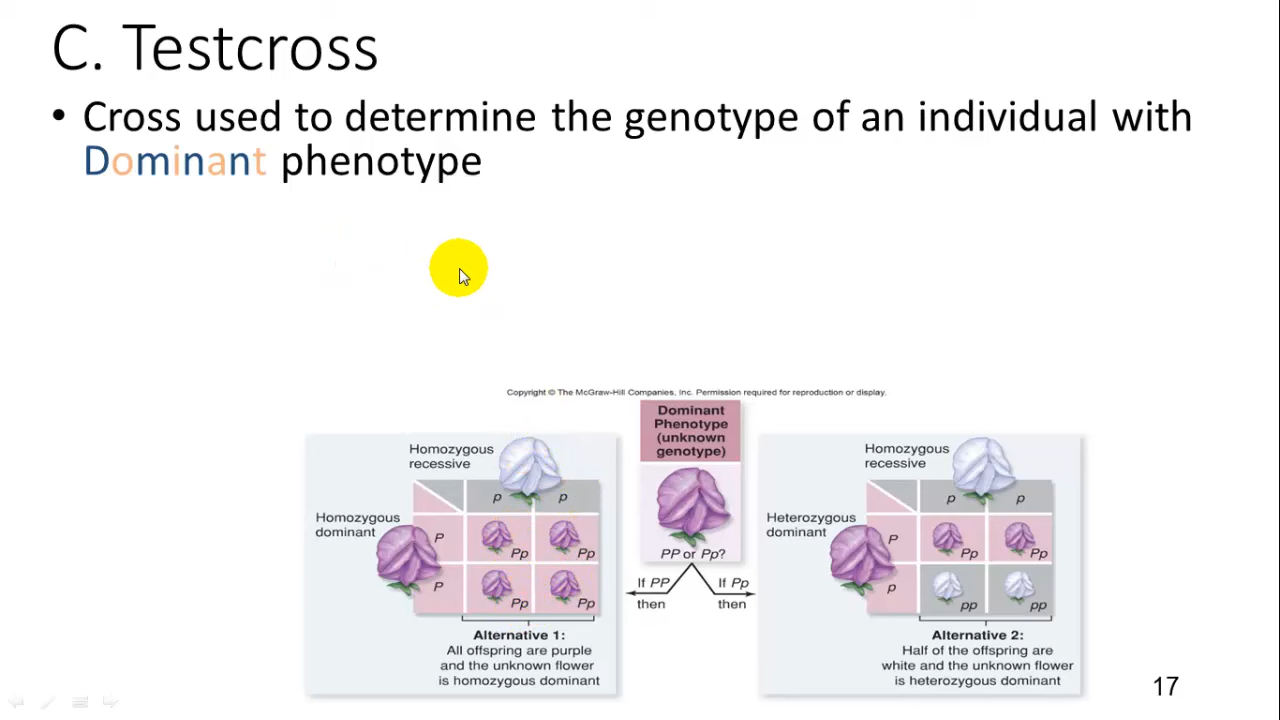 C. Testcross
• Cross used to determine the genotype of an individual with
Dominant phenotype
Copyright © The McGraw-Hill Companies, Inc. Permission required for reproduction or display.
Dominant
Phenotype
(unknown
genotype)
PP or Pp?
If PP
then
If Pp
then
Homozygous
recessive
p p
Homozygous
dominant
P
Pp Pp
P
Pp Pp
Alternative 1:
All offspring are purple
and the unknown flower
is homozygous dominant
Homozygous
recessive
p p
Heterozygous
dominant
P
Pp Pp
p
pp pp
Alternative 2:
Half of the offspring are
white and the unknown flower
is heterozygous dominant
17